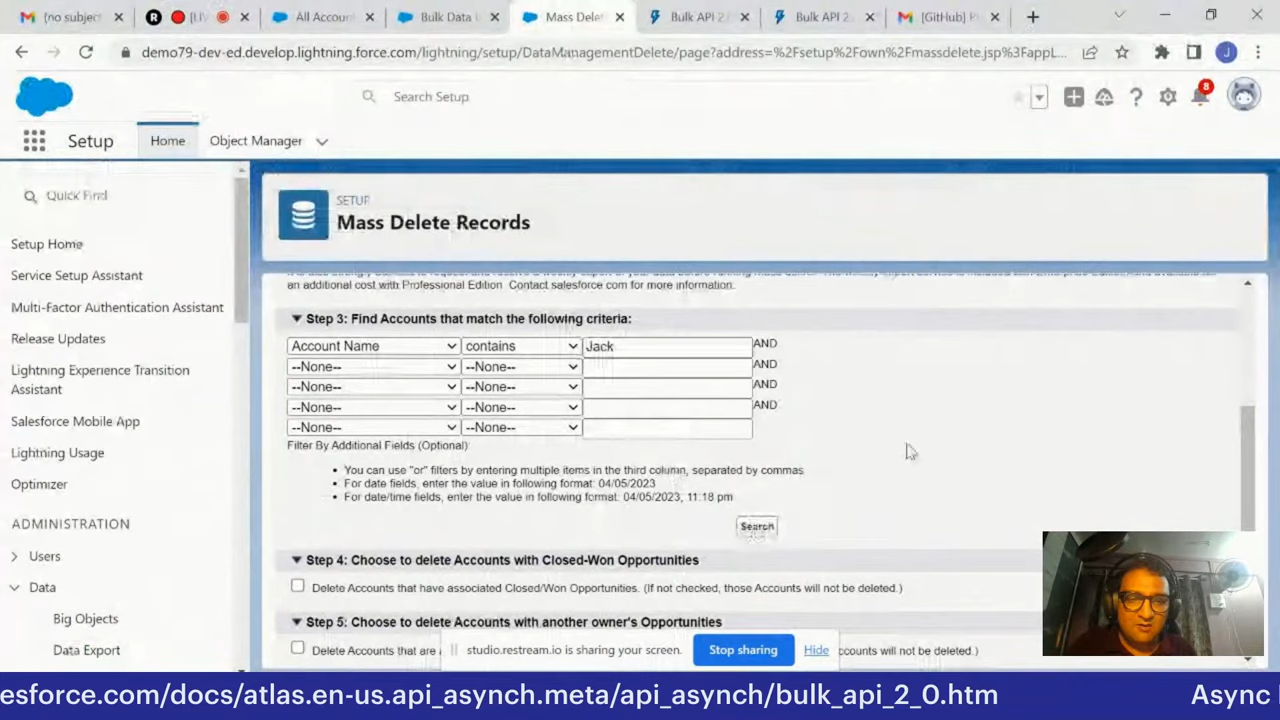 (no subject
[LIV
All Accoun
Bulk Data L
Mass Dele
Bulk API 2.
Bulk API 2.
[GitHub] P
demo79-dev-ed.develop.lightning.force.com/lightning/setup/DataManagementDelete/page?address=%2Fsetup%2Fown%2Fmassdelete.jsp%3FappL...
J
Search Setup
8
Setup
Home
Object Manager
Quick Find
SETUP
Mass Delete Records
Setup Home
Service Setup Assistant
Multi-Factor Authentication Assistant
Release Updates
Lightning Experience Transition
Assistant
Salesforce Mobile App
Lightning Usage
Optimizer
ADMINISTRATION
Users
Data
Big Objects
Data Export
an additional cost with Professional Edition. Contact salesforce.com for more information.
Step 3: Find Accounts that match the following criteria:
Account Name contains Jack AND
--None-- --None-- AND
--None-- --None-- AND
--None-- --None-- AND
--None-- --None--
Filter By Additional Fields (Optional):
• You can use "or" filters by entering multiple items in the third column, separated by commas.
• For date fields, enter the value in following format: 04/05/2023
• For date/time fields, enter the value in following format: 04/05/2023, 11:18 pm
Search
Step 4: Choose to delete Accounts with Closed-Won Opportunities
Delete Accounts that have associated Closed/Won Opportunities. (If not checked, those Accounts will not be deleted.)
Step 5: Choose to delete Accounts with another owner's Opportunities
Delete Accounts that are
ccounts will not be deleted.)
studio.restream.io is sharing your screen.
Stop sharing
Hide
esforce.com/docs/atlas.en-us.api_asynch.meta/api_asynch/bulk_api_2_0.htm
Async